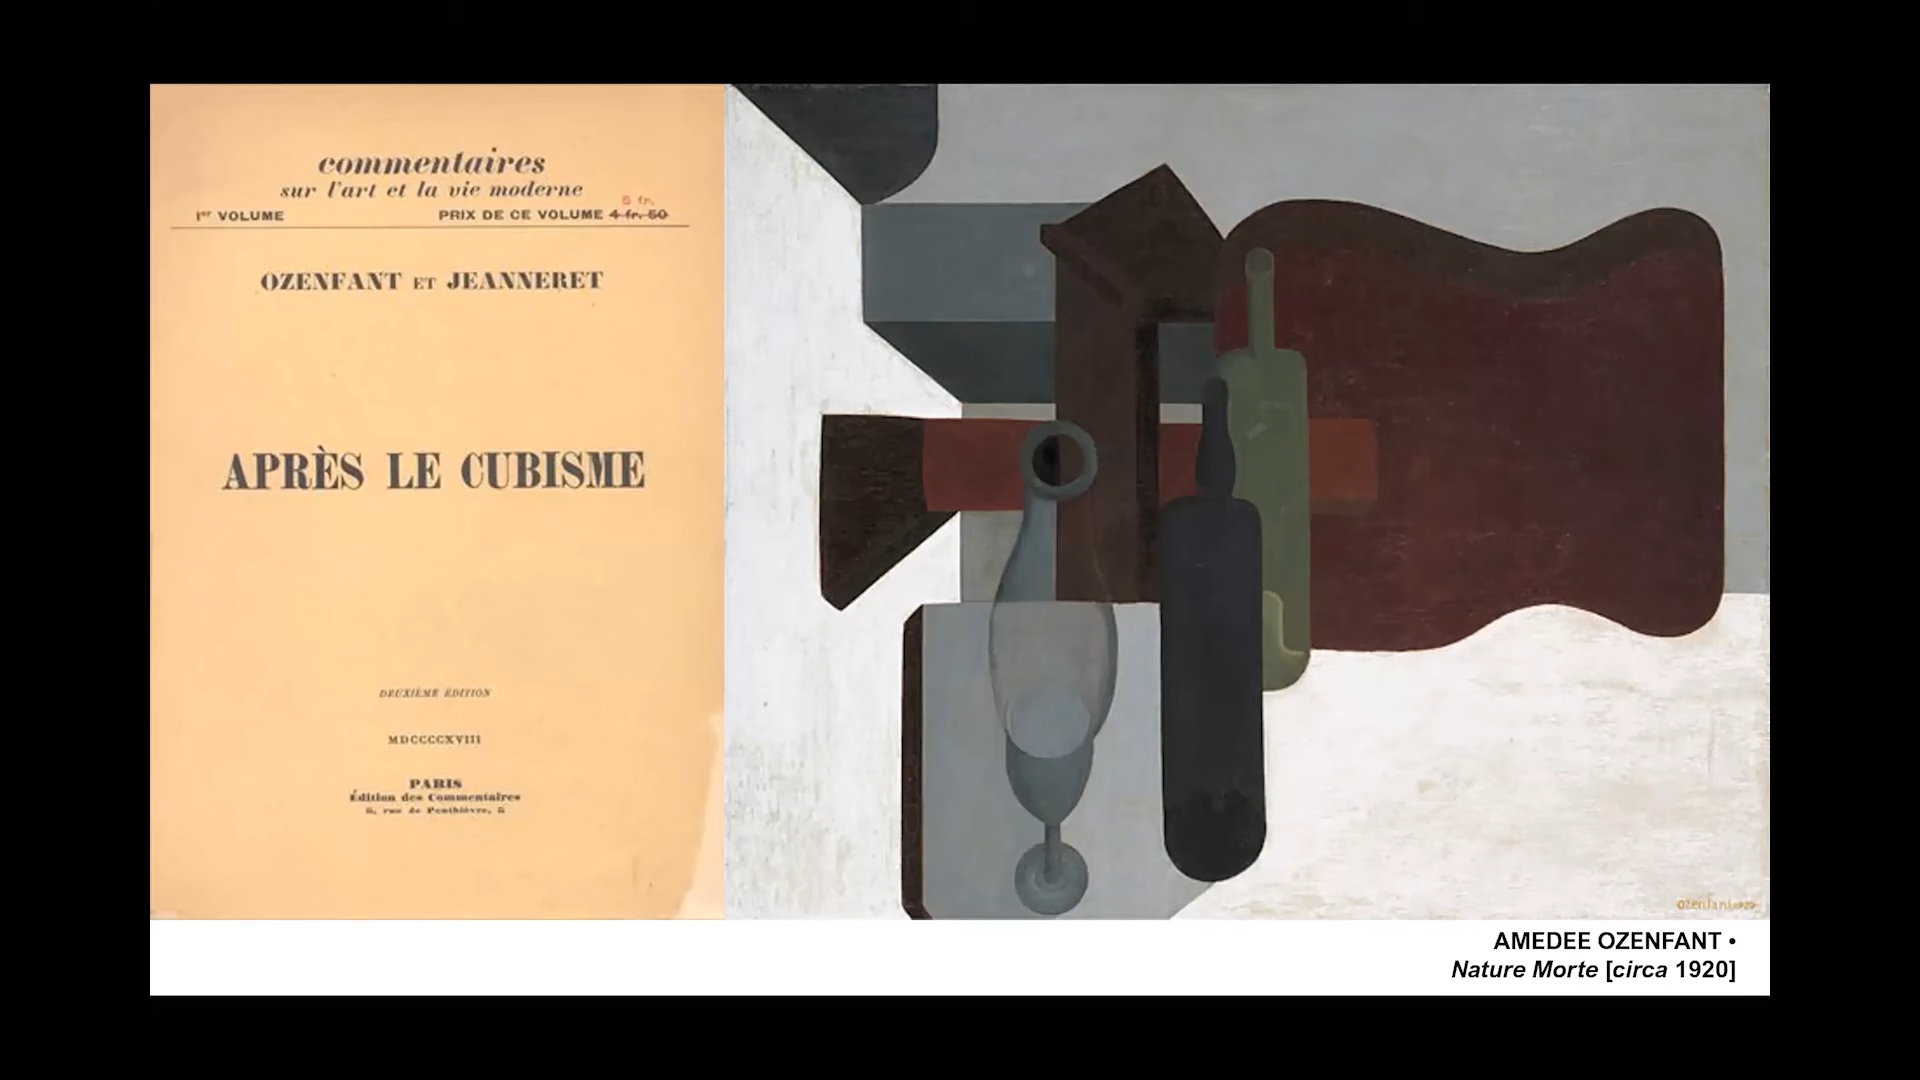 commentaires
sur l'art et la vie moderne
5 fr.
Iᵉʳ VOLUME PRIX DE CE VOLUME 4 fr. 50
OZENFANT ET JEANNERET
APRÈS LE CUBISME
DEUXIÈME ÉDITION
MDCCCCXVIII
PARIS
Édition des Commentaires
5, rue de Penthièvre, 5
ozenfant
AMEDEE OZENFANT •
Nature Morte [circa 1920]